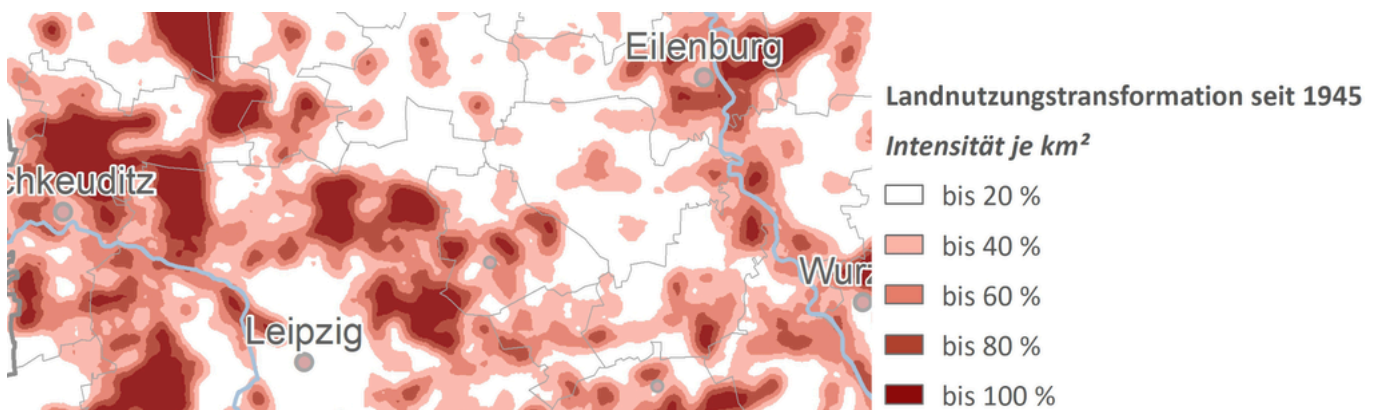 Eilenburg
chkeuditz
Wurz
Leipzig
Landnutzungstransformation seit 1945
Intensität je km²
bis 20 %
bis 40 %
bis 60 %
bis 80 %
bis 100 %